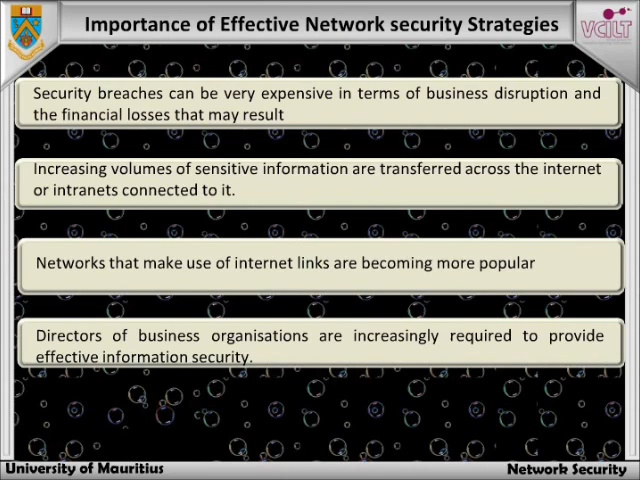 Importance of Effective Network security Strategies
VCILT
Security breaches can be very expensive in terms of business disruption and
the financial losses that may result
Increasing volumes of sensitive information are transferred across the internet
or intranets connected to it.
Networks that make use of internet links are becoming more popular
Directors of business organisations are increasingly required to provide
effective information security.
University of Mauritius
Network Security